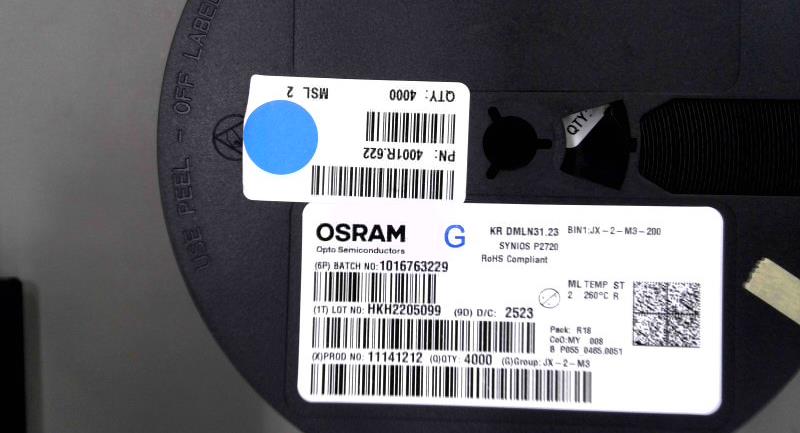 USE PEEL - OFF LABEL
QTY: 4000 MSL 2
PN: 4001R.622
QTY:
OSRAM
Opto Semiconductors
G
KR DMLN31.23 BIN1:JX-2-M3-200
SYNIOS P2720
RoHS Compliant
(6P) BATCH NO: 1016763229
ML TEMP ST
2 260°C R
(1T) LOT NO: HKH2205099 (9D) D/C: 2523
Pack: R18
CoO:MY 008
8 P055 0485.0051
(X)PROD NO: 11141212 (Q)QTY: 4000 (G)Group: JX-2-M3